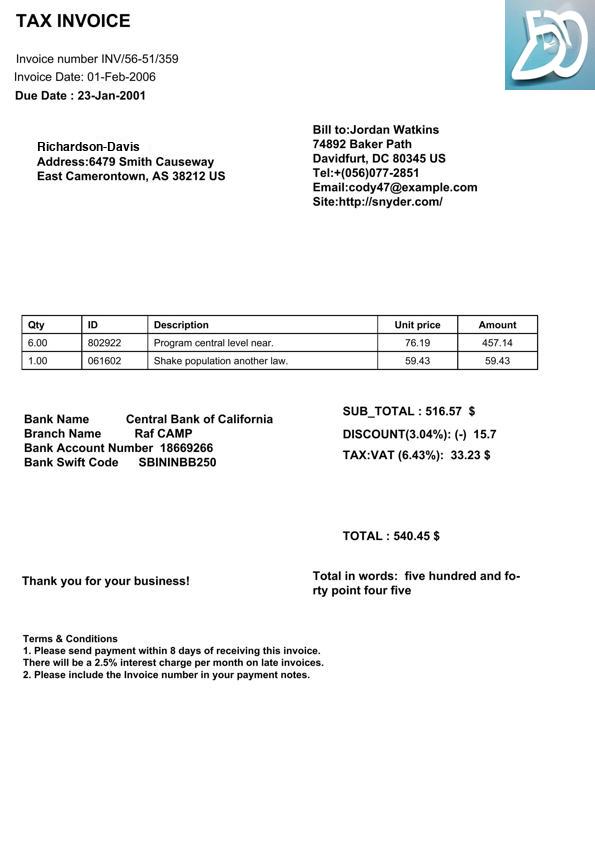 TAX INVOICE
Invoice number INV/56-51/359
Invoice Date: 01-Feb-2006
Due Date : 23-Jan-2001
Richardson-Davis
Address:6479 Smith Causeway
East Camerontown, AS 38212 US
Bill to:Jordan Watkins
74892 Baker Path
Davidfurt, DC 80345 US
Tel:+(056)077-2851
Email:cody47@example.com
Site:http://snyder.com/
Qty ID Description Unit price Amount
6.00 802922 Program central level near. 76.19 457.14
1.00 061602 Shake population another law. 59.43 59.43
Bank Name Central Bank of California
Branch Name Raf CAMP
Bank Account Number 18669266
Bank Swift Code SBININBB250
SUB_TOTAL : 516.57 $
DISCOUNT(3.04%): (-) 15.7
TAX:VAT (6.43%): 33.23 $
TOTAL : 540.45 $
Thank you for your business!
Total in words: five hundred and fo-
rty point four five
Terms & Conditions
1. Please send payment within 8 days of receiving this invoice.
There will be a 2.5% interest charge per month on late invoices.
2. Please include the Invoice number in your payment notes.